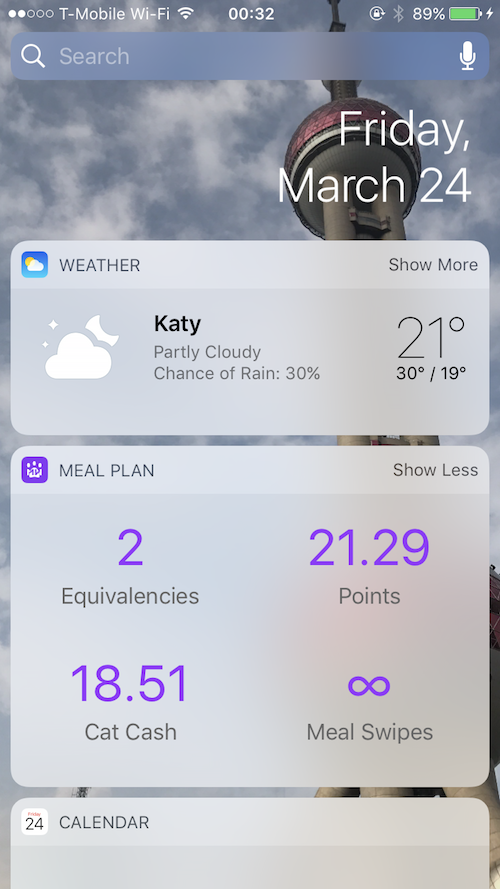 T-Mobile Wi-Fi 00:32 89%
Search
Friday,
March 24
WEATHER Show More
Katy 21°
Partly Cloudy
Chance of Rain: 30% 30° / 19°
MEAL PLAN Show Less
2 21.29
Equivalencies Points
18.51 ∞
Cat Cash Meal Swipes
Friday
24 CALENDAR